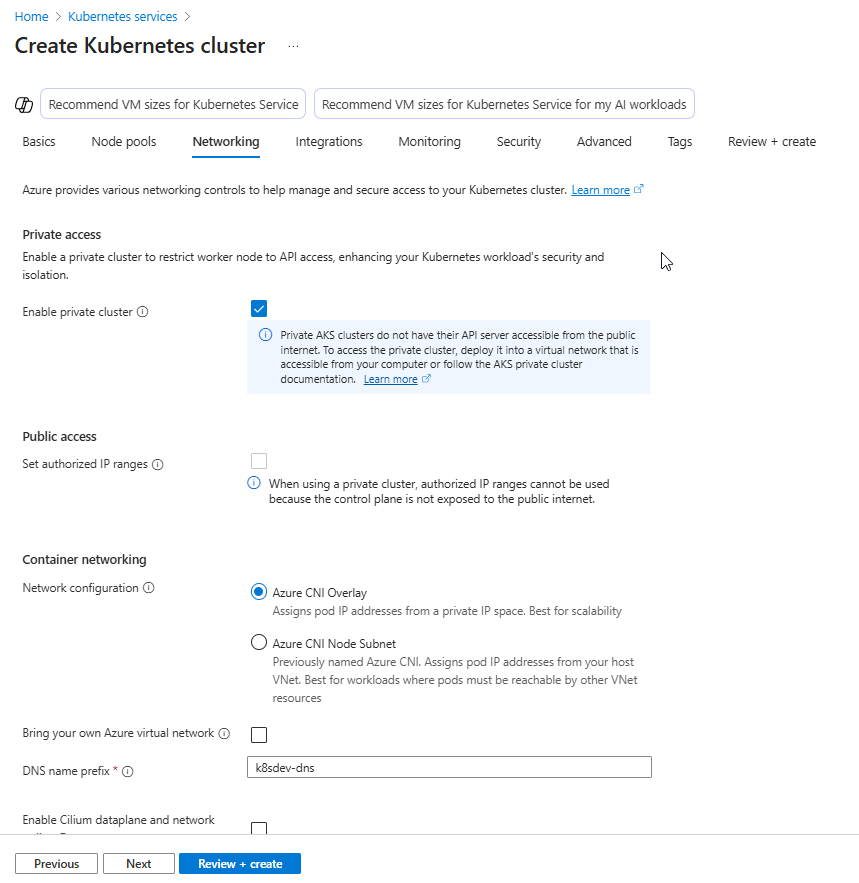 Home > Kubernetes services >
Create Kubernetes cluster ...
Recommend VM sizes for Kubernetes Service
Recommend VM sizes for Kubernetes Service for my AI workloads
Basics Node pools Networking Integrations Monitoring Security Advanced Tags Review + create
Azure provides various networking controls to help manage and secure access to your Kubernetes cluster. Learn more
Private access
Enable a private cluster to restrict worker node to API access, enhancing your Kubernetes workload's security and
isolation.
Enable private cluster
Private AKS clusters do not have their API server accessible from the public
internet. To access the private cluster, deploy it into a virtual network that is
accessible from your computer or follow the AKS private cluster
documentation. Learn more
Public access
Set authorized IP ranges
When using a private cluster, authorized IP ranges cannot be used
because the control plane is not exposed to the public internet.
Container networking
Network configuration
Azure CNI Overlay
Assigns pod IP addresses from a private IP space. Best for scalability
Azure CNI Node Subnet
Previously named Azure CNI. Assigns pod IP addresses from your host
VNet. Best for workloads where pods must be reachable by other VNet
resources
Bring your own Azure virtual network
DNS name prefix *
k8sdev-dns
Enable Cilium dataplane and network
Previous Next Review + create